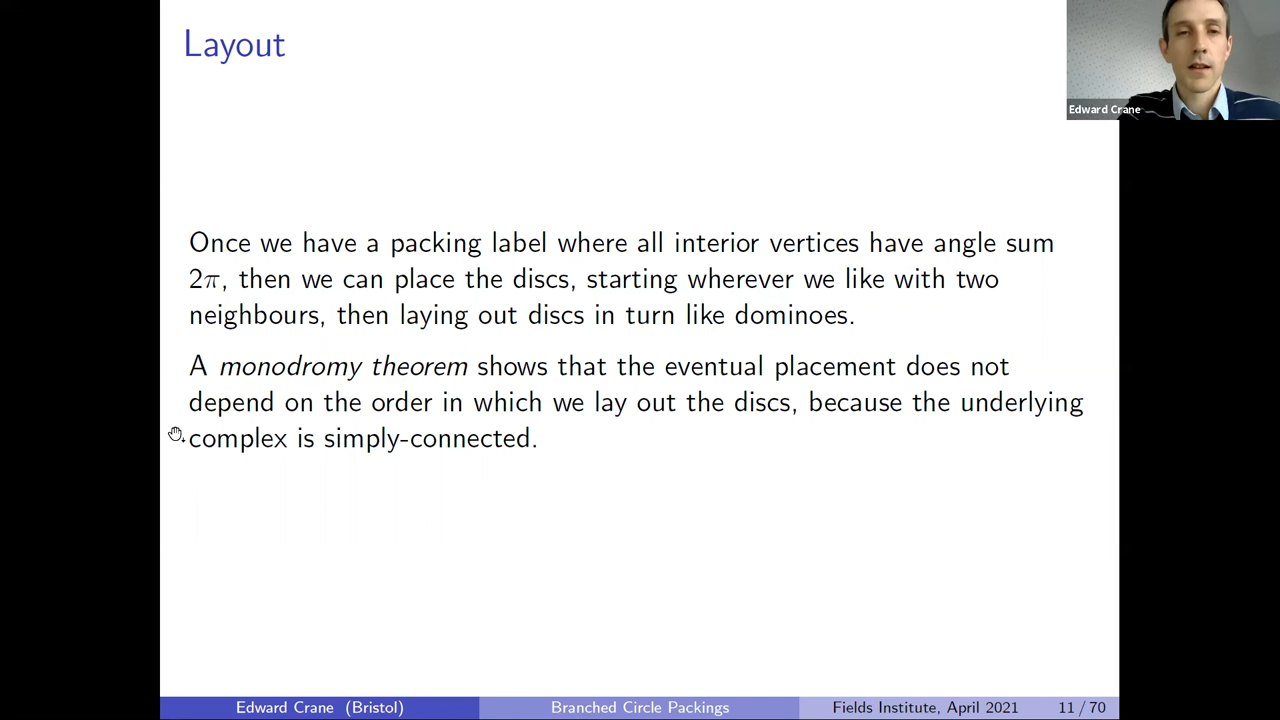 Layout
Edward Crane
Once we have a packing label where all interior vertices have angle sum
2π, then we can place the discs, starting wherever we like with two
neighbours, then laying out discs in turn like dominoes.
A monodromy theorem shows that the eventual placement does not
depend on the order in which we lay out the discs, because the underlying
complex is simply-connected.
Edward Crane (Bristol) Branched Circle Packings Fields Institute, April 2021 11 / 70